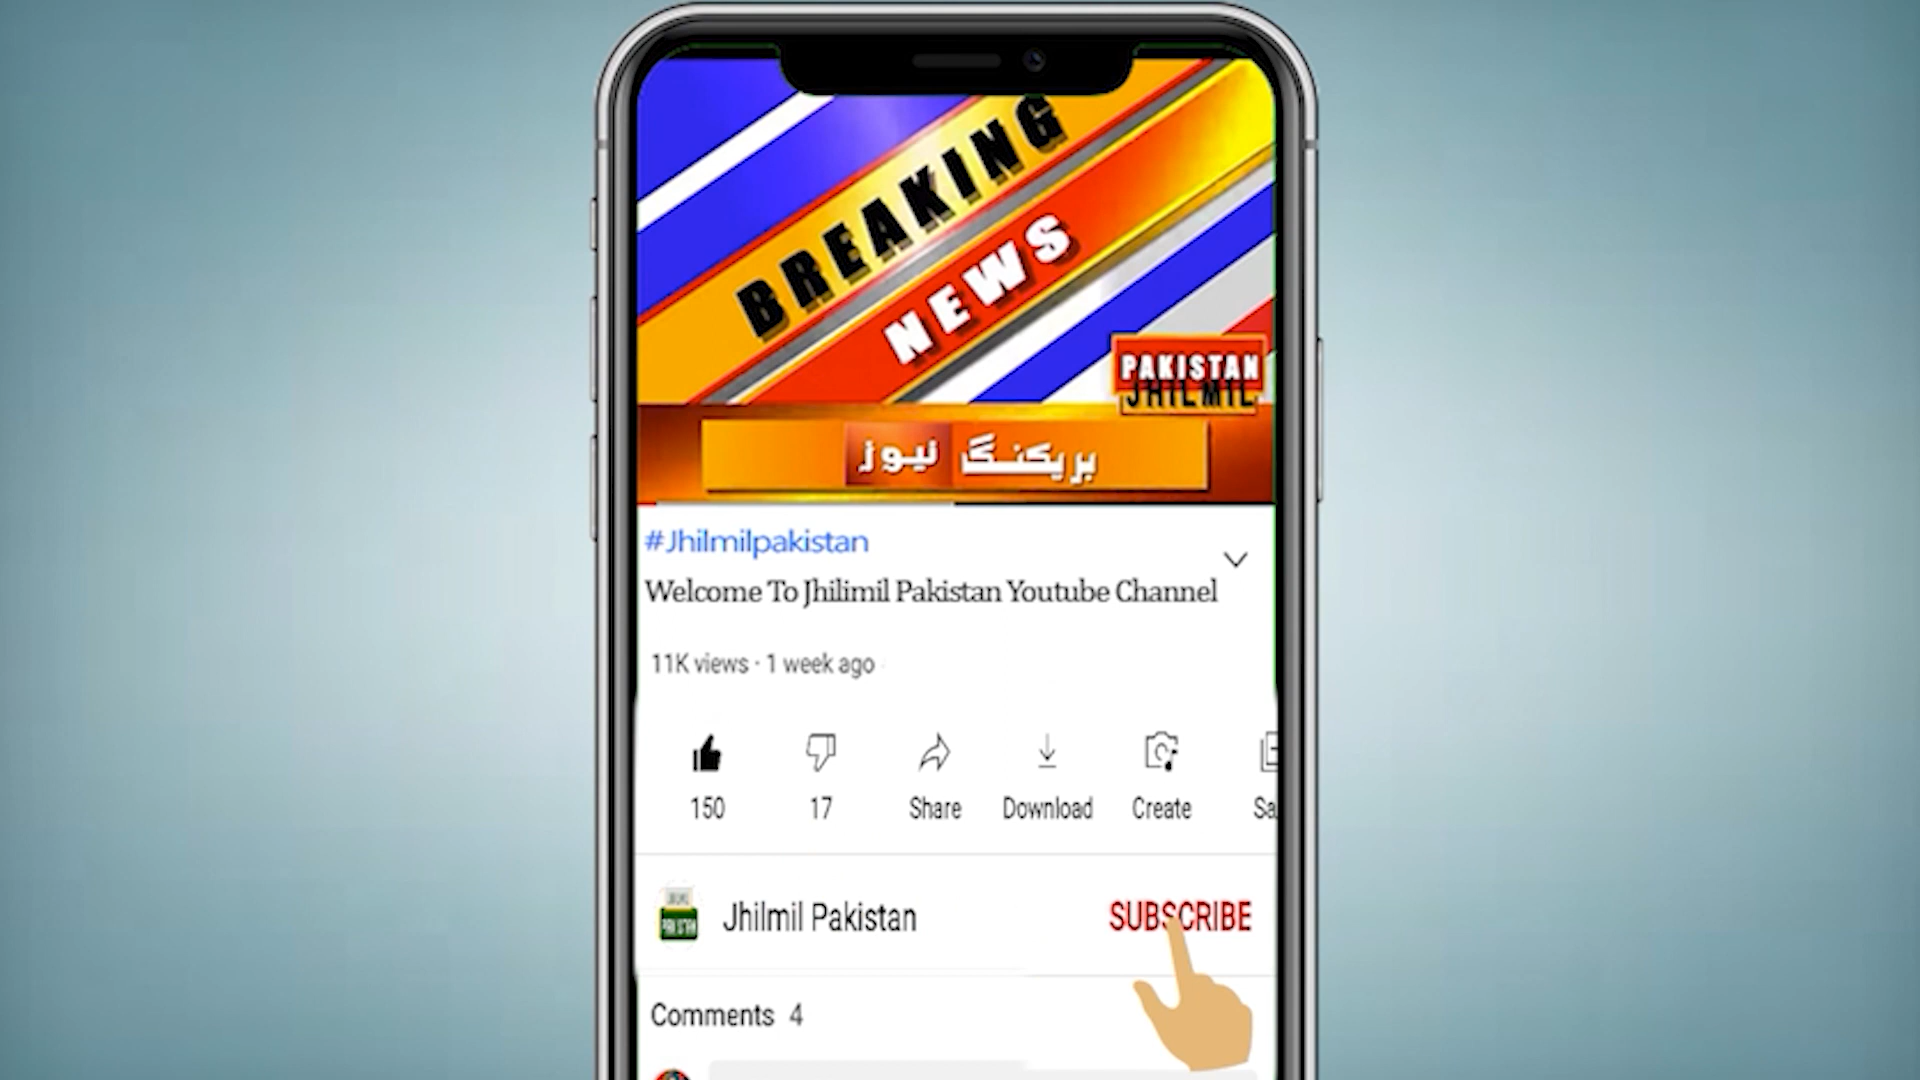 BREAKING
NEWS
PAKISTAN
JHILMIL
بریکنگ نیوز
#Jhilmilpakistan
Welcome To Jhilimil Pakistan Youtube Channel
11K views · 1 week ago
150
17
Share
Download
Create
Sa
Jhilmil Pakistan
SUBSCRIBE
Comments 4